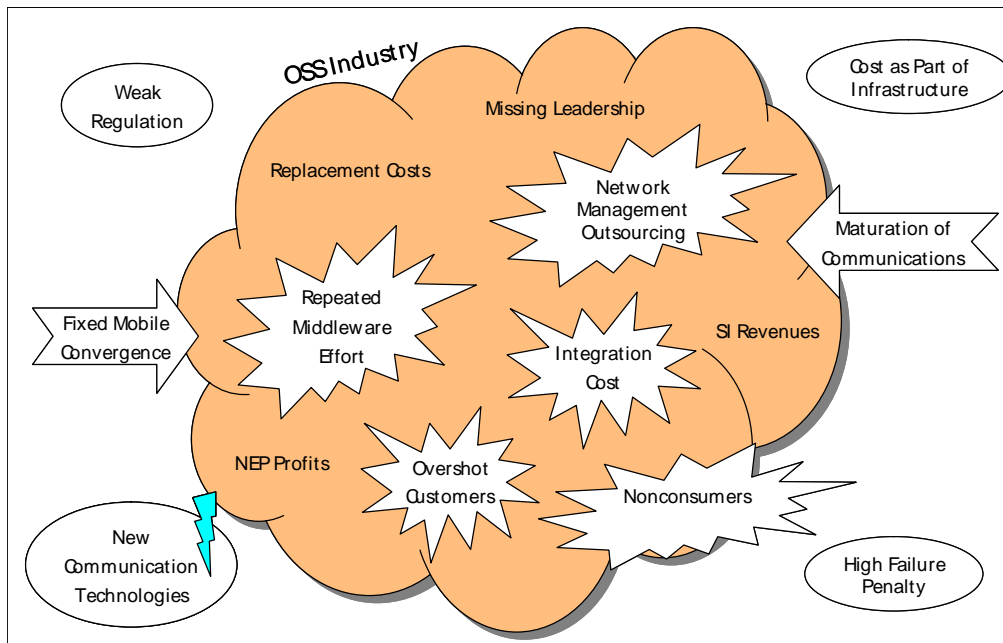 OSS Industry
Weak
Regulation
Cost as Part of
Infrastructure
Missing Leadership
Replacement Costs
Network
Management
Outsourcing
Maturation of
Communications
Repeated
Middleware
Effort
Fixed Mobile
Convergence
SI Revenues
Integration
Cost
NEP Profits
Overshot
Customers
Nonconsumers
New
Communication
Technologies
High Failure
Penalty